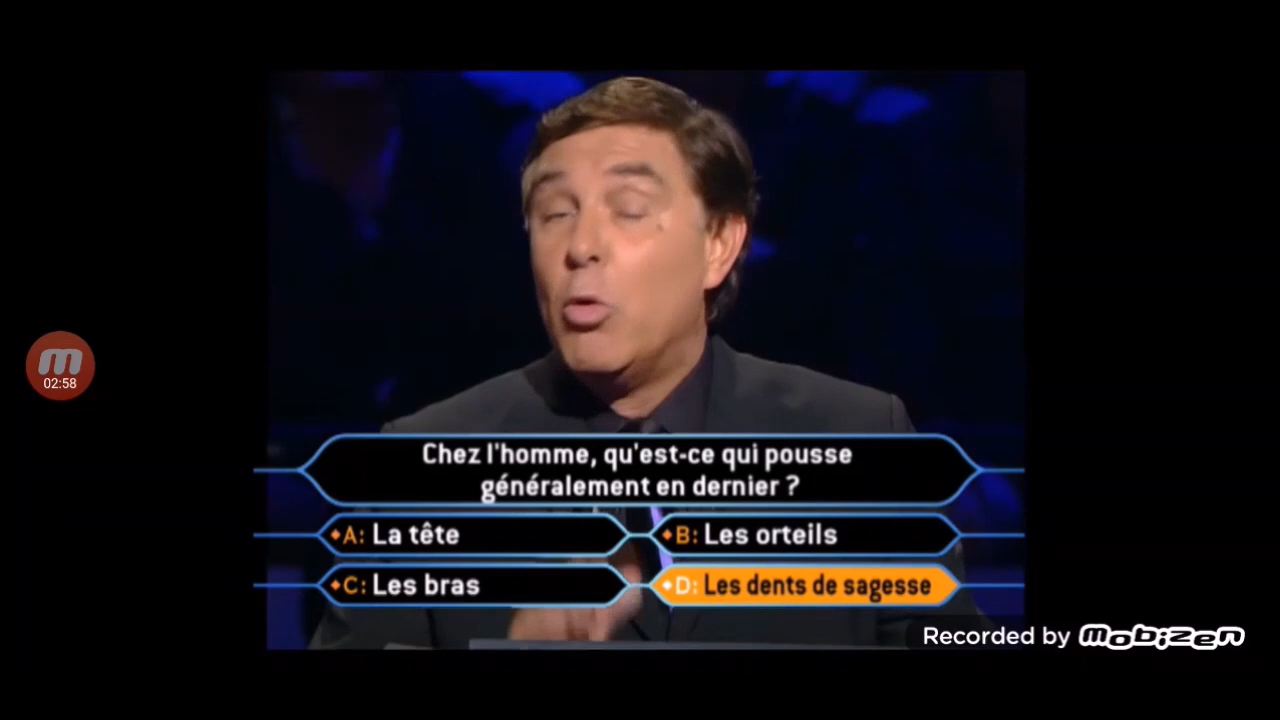 Chez l'homme, qu'est-ce qui pousse
généralement en dernier ?
A: La tête
B: Les orteils
C: Les bras
D: Les dents de sagesse
02:58
Recorded by mobizen